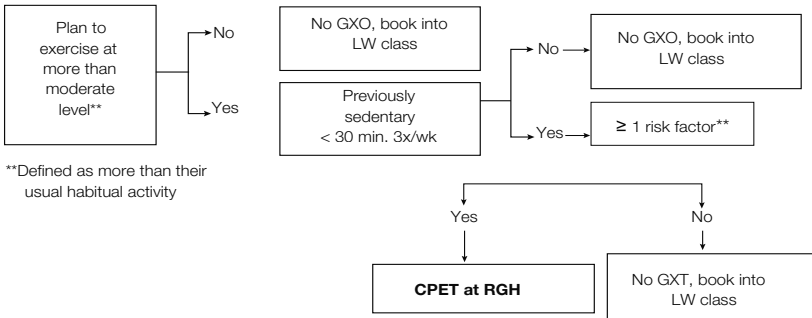 Plan to
exercise at
more than
moderate
level**
No
Yes
No GXO, book into
LW class
Previously
sedentary
< 30 min. 3x/wk
No
Yes
No GXO, book into
LW class
≥ 1 risk factor**
**Defined as more than their
usual habitual activity
Yes
No
CPET at RGH
No GXT, book into
LW class